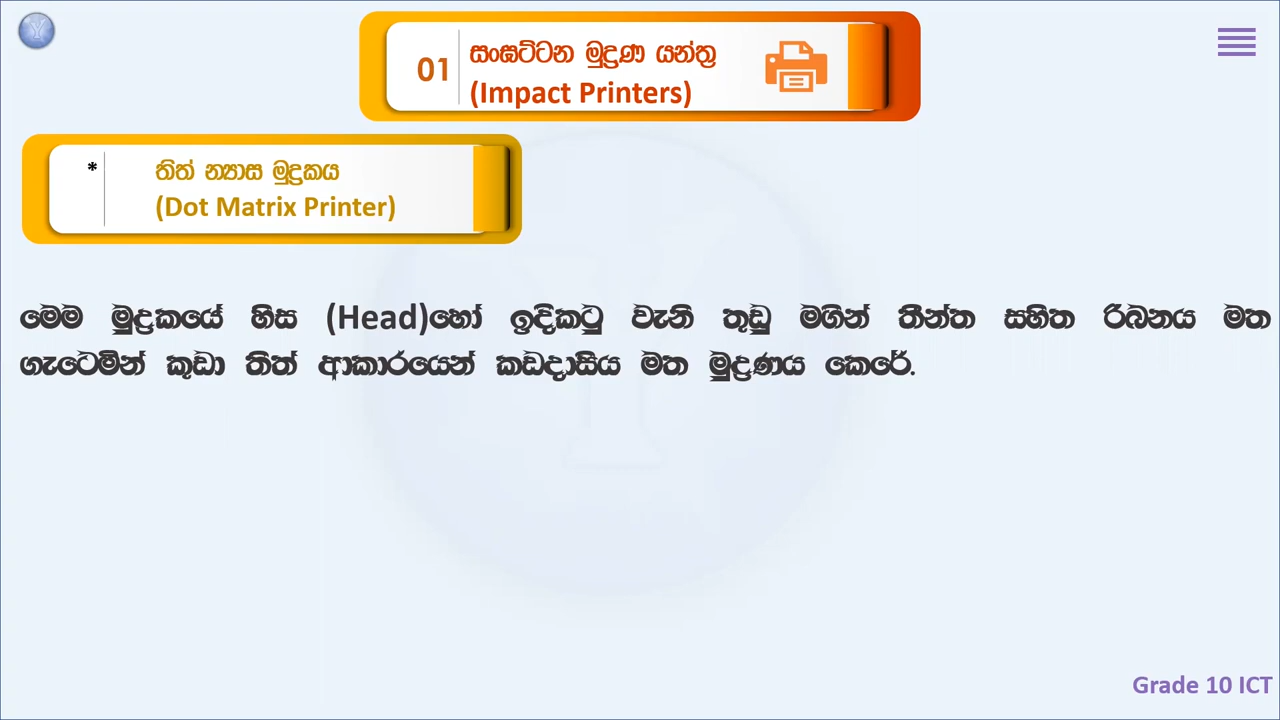 01
සංඝට්ටන මුද්‍රණ යන්ත්‍ර
(Impact Printers)
*
තිත් න්‍යාස මුද්‍රකය
(Dot Matrix Printer)
මෙම මුද්‍රකයේ හිස (Head)හෝ ඉදිකටු වැනි තුඩු මගින් තීන්ත සහිත රිබනය මත
ගැටෙමින් කුඩා තිත් ආකාරයෙන් කඩදාසිය මත මුද්‍රණය කෙරේ.
Grade 10 ICT